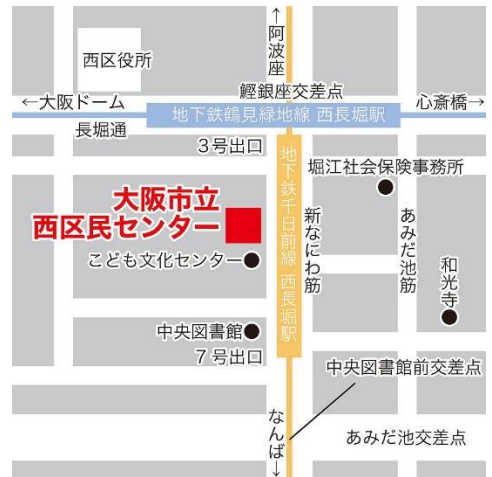 ↑阿波座
西区役所
鰹銀座交差点
←大阪ドーム
心斎橋→
地下鉄鶴見緑地線 西長堀駅
長堀通
3号出口
地下鉄千日前線 西長堀駅
堀江社会保険事務所
大阪市立
西区民センター
新なにわ筋
あみだ池筋
こども文化センター
和光寺
中央図書館
7号出口
中央図書館前交差点
なんば→
あみだ池交差点